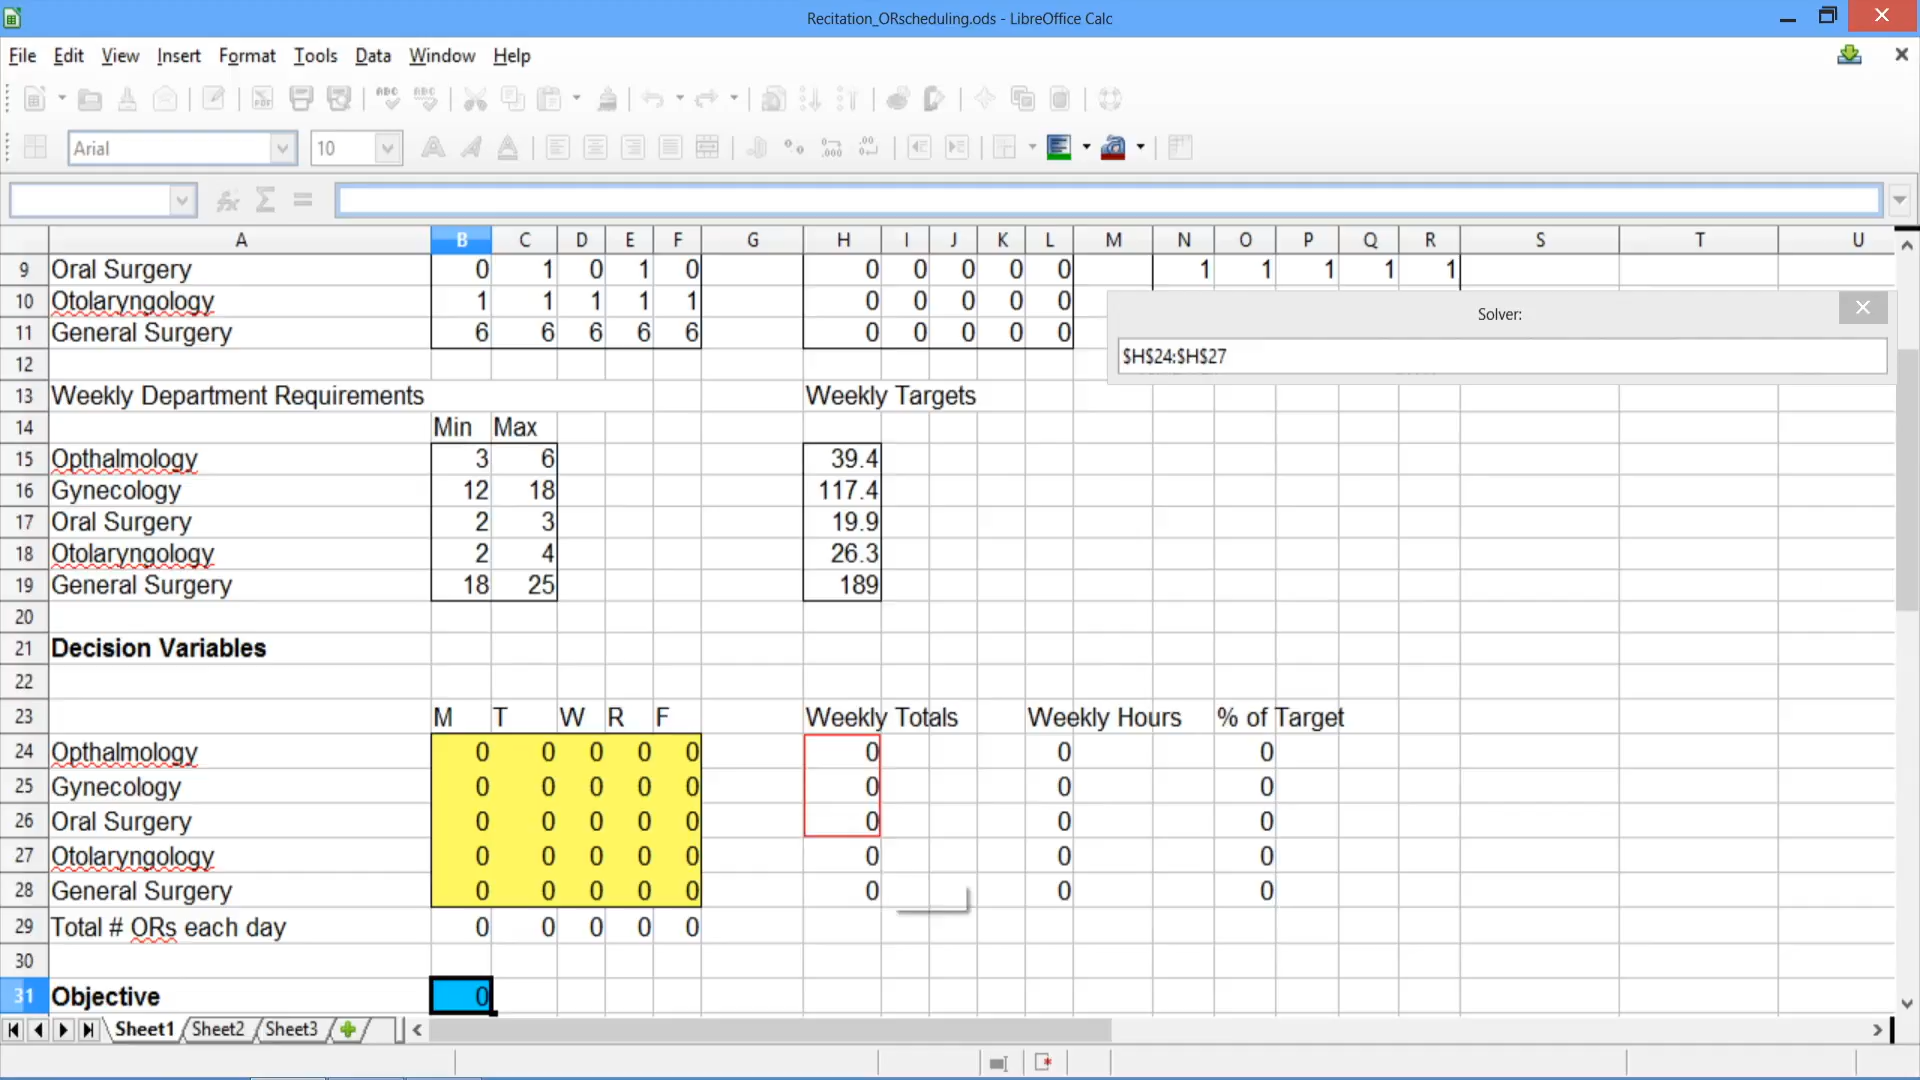 Recitation_ORscheduling.ods - LibreOffice Calc
File Edit View Insert Format Tools Data Window Help
Arial 10
A B C D E F G H I J K L M N O P Q R S T U
9 Oral Surgery 0 1 0 1 0 0 0 0 0 0 1 1 1 1 1
10 Otolaryngology 1 1 1 1 1 0 0 0 0 0
11 General Surgery 6 6 6 6 6 0 0 0 0 0
Solver:
$H$24:$H$27
12
13 Weekly Department Requirements Weekly Targets
14 Min Max
15 Opthalmology 3 6 39.4
16 Gynecology 12 18 117.4
17 Oral Surgery 2 3 19.9
18 Otolaryngology 2 4 26.3
19 General Surgery 18 25 189
20
21 Decision Variables
22
23 M T W R F Weekly Totals Weekly Hours % of Target
24 Opthalmology 0 0 0 0 0 0 0 0
25 Gynecology 0 0 0 0 0 0 0 0
26 Oral Surgery 0 0 0 0 0 0 0 0
27 Otolaryngology 0 0 0 0 0 0 0 0
28 General Surgery 0 0 0 0 0 0 0 0
29 Total # ORs each day 0 0 0 0 0
30
31 Objective 0
Sheet1 Sheet2 Sheet3